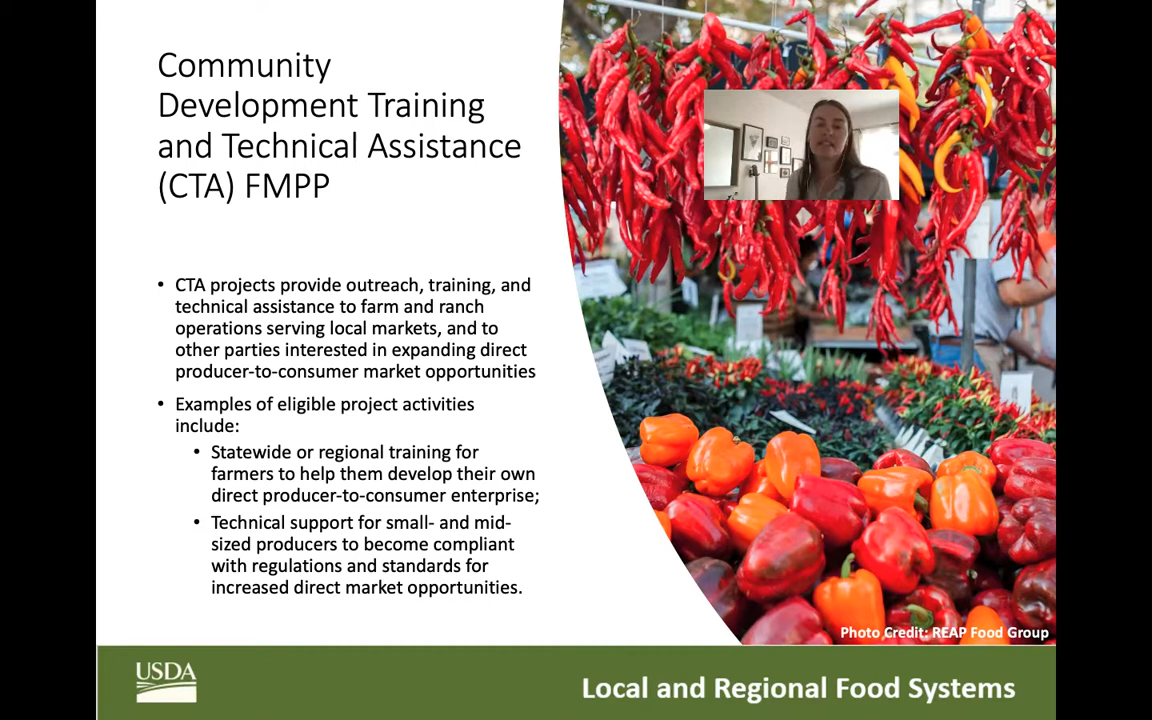 Community
Development Training
and Technical Assistance
(CTA) FMPP
• CTA projects provide outreach, training, and
technical assistance to farm and ranch
operations serving local markets, and to
other parties interested in expanding direct
producer-to-consumer market opportunities
• Examples of eligible project activities
include:
• Statewide or regional training for
farmers to help them develop their own
direct producer-to-consumer enterprise;
• Technical support for small- and mid-
sized producers to become compliant
with regulations and standards for
increased direct market opportunities.
Photo Credit: REAP Food Group
USDA
Local and Regional Food Systems